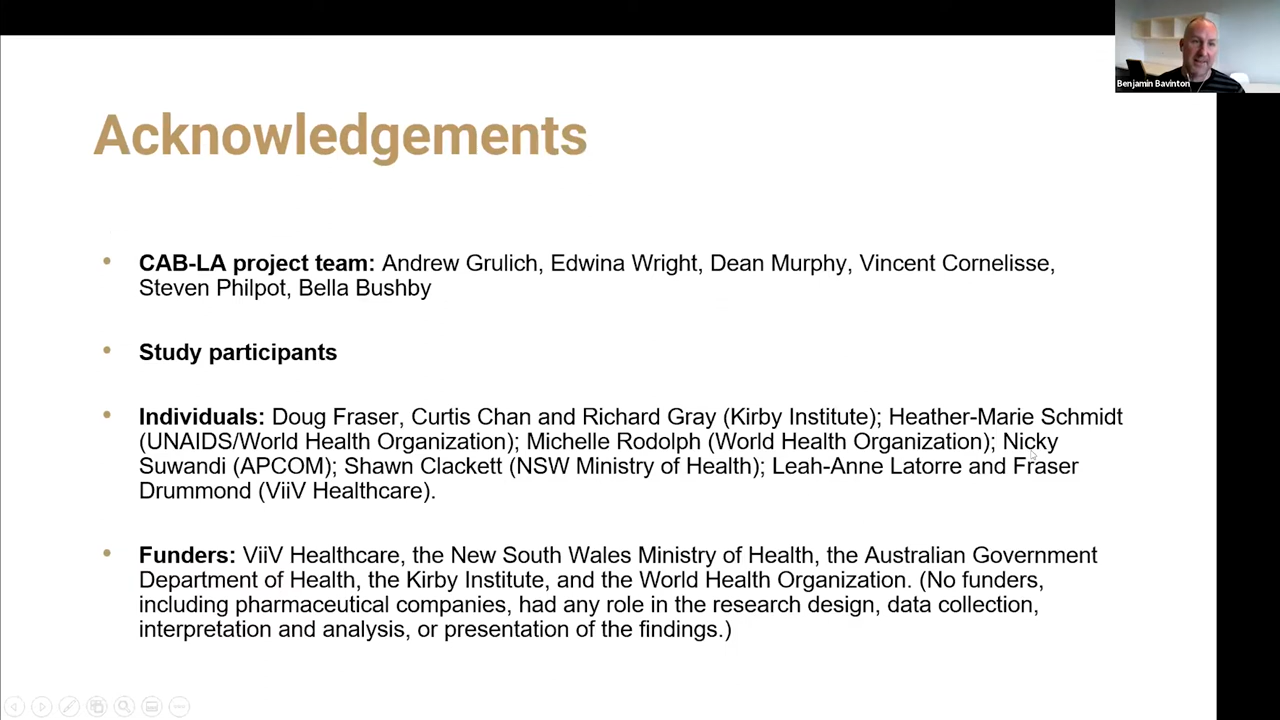 Benjamin Bavinton
Acknowledgements
• CAB-LA project team: Andrew Grulich, Edwina Wright, Dean Murphy, Vincent Cornelisse,
Steven Philpot, Bella Bushby
• Study participants
• Individuals: Doug Fraser, Curtis Chan and Richard Gray (Kirby Institute); Heather-Marie Schmidt
(UNAIDS/World Health Organization); Michelle Rodolph (World Health Organization); Nicky
Suwandi (APCOM); Shawn Clackett (NSW Ministry of Health); Leah-Anne Latorre and Fraser
Drummond (ViiV Healthcare).
• Funders: ViiV Healthcare, the New South Wales Ministry of Health, the Australian Government
Department of Health, the Kirby Institute, and the World Health Organization. (No funders,
including pharmaceutical companies, had any role in the research design, data collection,
interpretation and analysis, or presentation of the findings.)